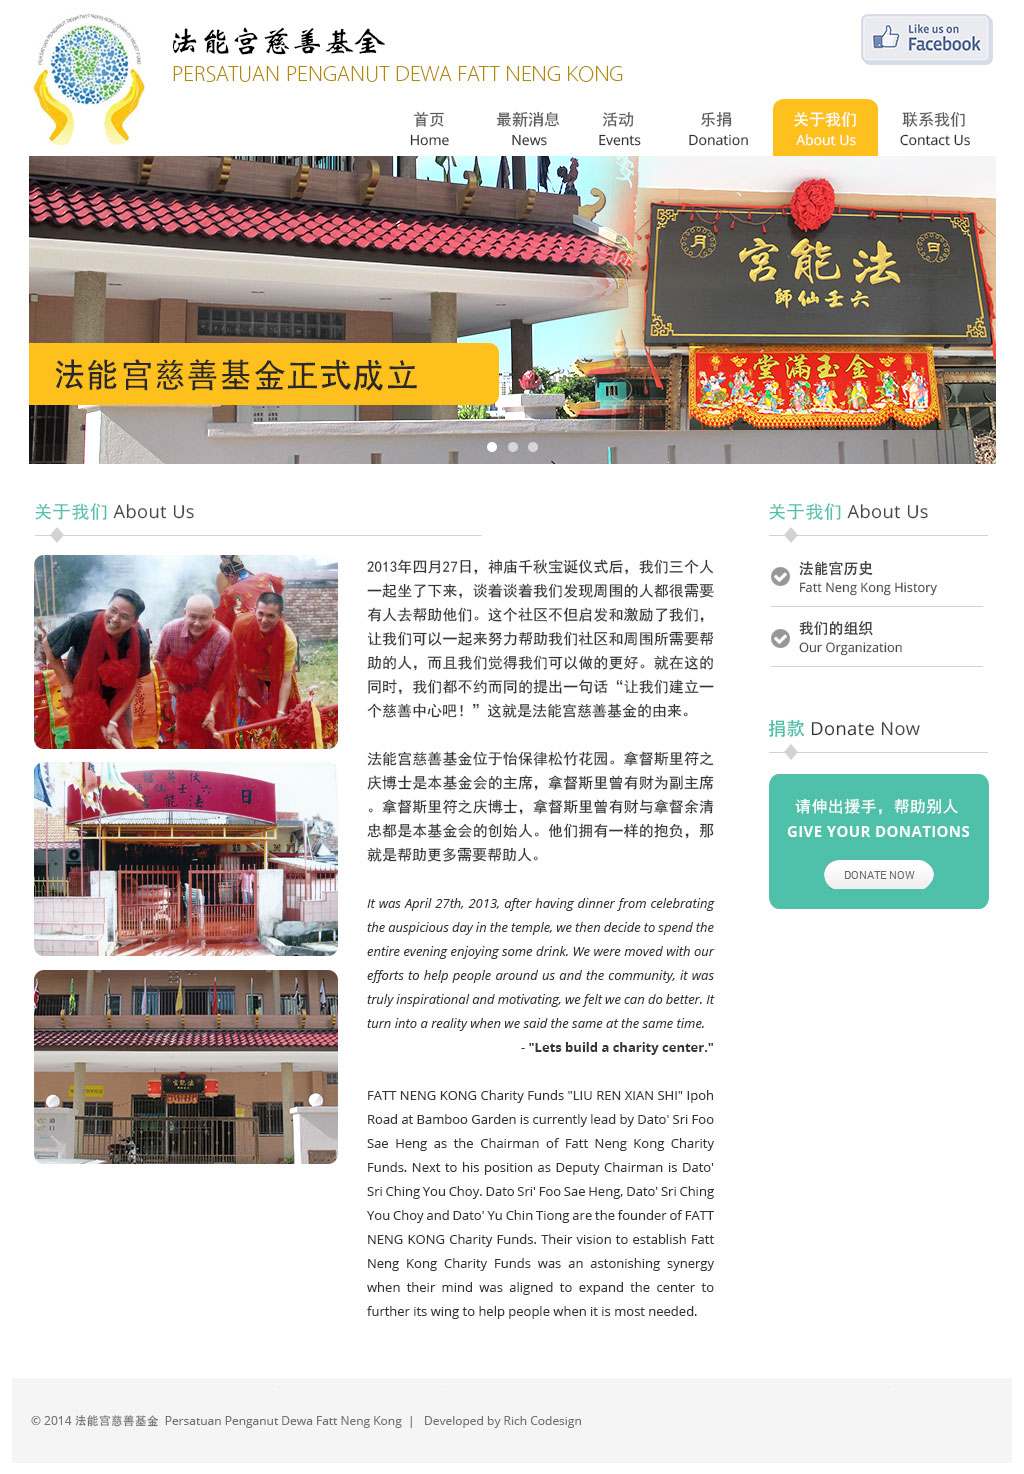 法能宫慈善基金
PERSATUAN PENGANUT DEWA FATT NENG KONG
Like us on
Facebook
首页
Home
最新消息
News
活动
Events
乐捐
Donation
关于我们
About Us
联系我们
Contact Us
月
宮能法
日
師仙壬六
堂滿玉金
法能宫慈善基金正式成立
关于我们 About Us
2013年四月27日，神庙千秋宝诞仪式后，我们三个人
一起坐了下来，谈着谈着我们发现周围的人都很需要
有人去帮助他们。这个社区不但启发和激励了我们，
让我们可以一起来努力帮助我们社区和周围所需要帮
助的人，而且我们觉得我们可以做的更好。就在这的
同时，我们都不约而同的提出一句话“让我们建立一
个慈善中心吧！”这就是法能宫慈善基金的由来。
法能宫慈善基金位于怡保律松竹花园。拿督斯里符之
庆博士是本基金会的主席，拿督斯里曾有财为副主席
。拿督斯里符之庆博士，拿督斯里曾有财与拿督余清
忠都是本基金会的创始人。他们拥有一样的抱负，那
就是帮助更多需要帮助人。
It was April 27th, 2013, after having dinner from celebrating
the auspicious day in the temple, we then decide to spend the
entire evening enjoying some drink. We were moved with our
efforts to help people around us and the community, it was
truly inspirational and motivating, we felt we can do better. It
turn into a reality when we said the same at the same time.
- "Lets build a charity center."
FATT NENG KONG Charity Funds "LIU REN XIAN SHI" Ipoh
Road at Bamboo Garden is currently lead by Dato' Sri Foo
Sae Heng as the Chairman of Fatt Neng Kong Charity
Funds. Next to his position as Deputy Chairman is Dato'
Sri Ching You Choy. Dato Sri' Foo Sae Heng, Dato' Sri Ching
You Choy and Dato' Yu Chin Tiong are the founder of FATT
NENG KONG Charity Funds. Their vision to establish Fatt
Neng Kong Charity Funds was an astonishing synergy
when their mind was aligned to expand the center to
further its wing to help people when it is most needed.
六壬仙
宮能法
日
宮能法
关于我们 About Us
法能宫历史
Fatt Neng Kong History
我们的组织
Our Organization
捐款 Donate Now
请伸出援手，帮助别人
GIVE YOUR DONATIONS
DONATE NOW
© 2014 法能宫慈善基金 Persatuan Penganut Dewa Fatt Neng Kong | Developed by Rich Codesign